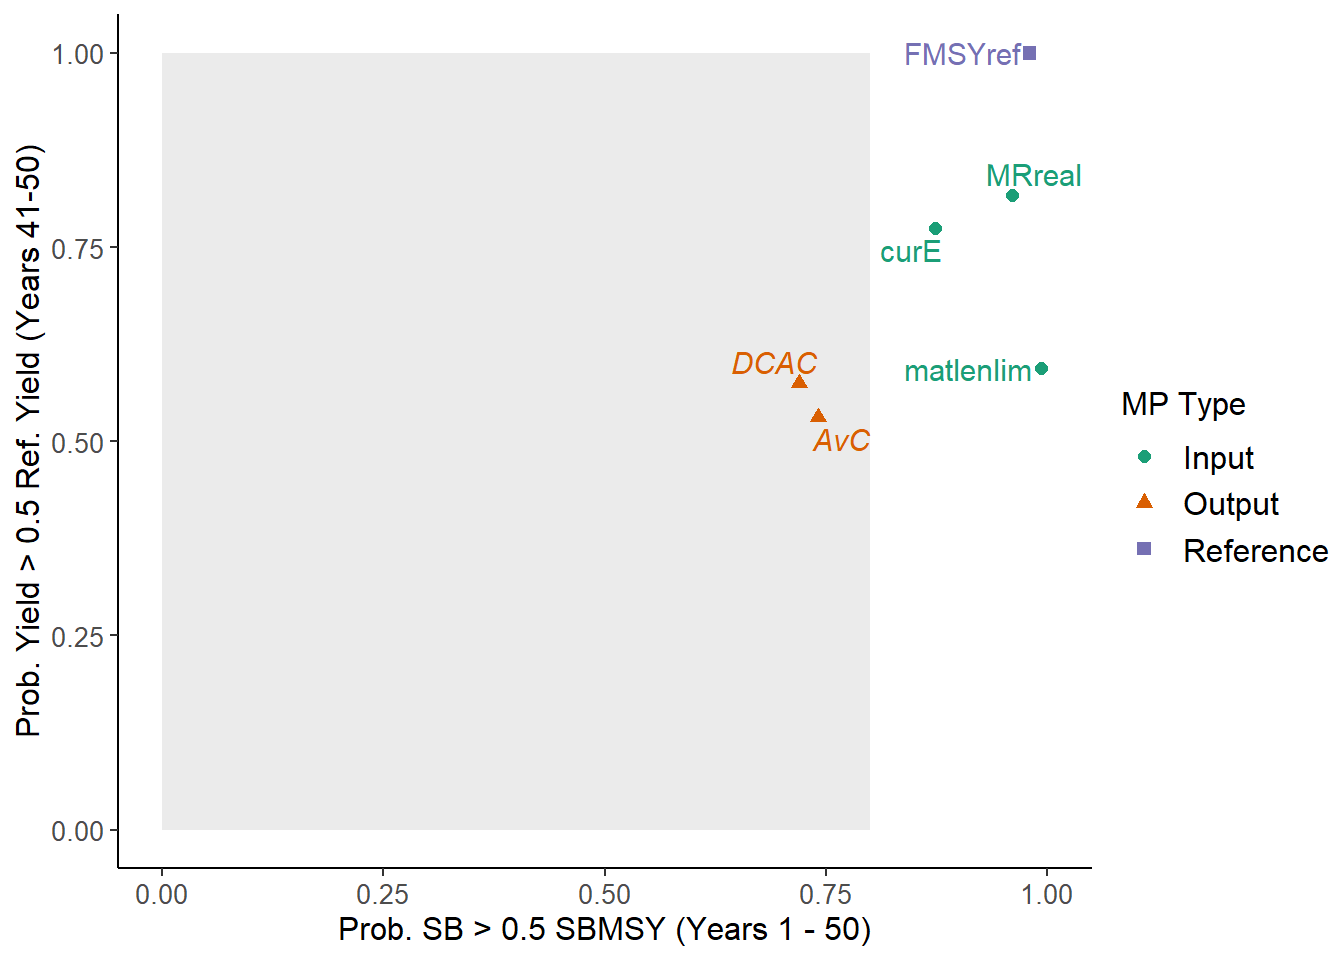 Prob. Yield > 0.5 Ref. Yield (Years 41-50)
1.00
0.75
0.50
0.25
0.00
FMSYref
MRreal
curE
DCAC
matlenlim
AvC
0.00 0.25 0.50 0.75 1.00
Prob. SB > 0.5 SBMSY (Years 1 - 50)
MP Type
Input
Output
Reference